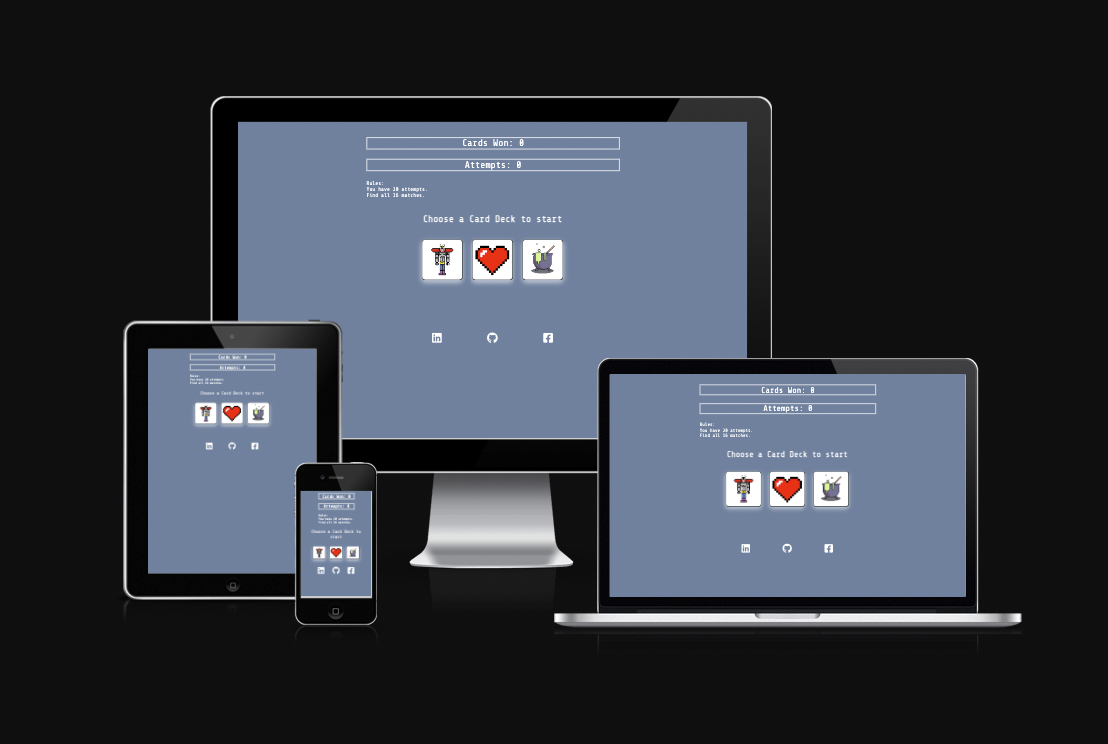 Cards Won: 0
Attempts: 0
Rules:
You have 20 attempts.
Find all 16 matches.
Choose a Card Deck to start
Cards Won: 0
Attempts: 0
Rules:
You have 20 attempts.
Find all 16 matches.
Choose a Card Deck to start
Cards Won: 0
Attempts: 0
Rules:
You have 20 attempts.
Find all 16 matches.
Choose a Card Deck to
start
Cards Won: 0
Attempts: 0
Rules:
You have 20 attempts.
Find all 16 matches.
Choose a Card Deck to start